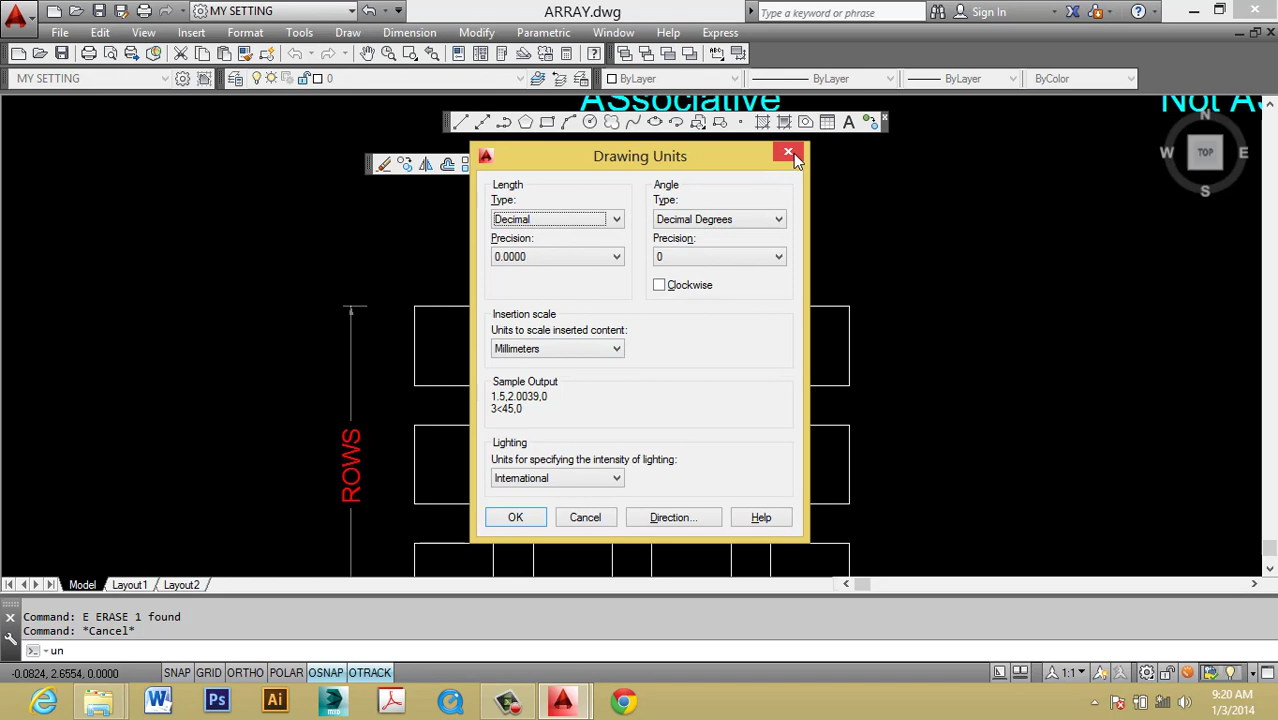 MY SETTING
ARRAY.dwg
Type a keyword or phrase
Sign In
File Edit View Insert Format Tools Draw Dimension Modify Parametric Window Help Express
MY SETTING
0
ByLayer
ByLayer
ByLayer
ByColor
ASsociative
Not AS
N
W TOP E
S
Drawing Units
Length
Type:
Decimal
Precision:
0.0000
Angle
Type:
Decimal Degrees
Precision:
0
Clockwise
Insertion scale
Units to scale inserted content:
Millimeters
Sample Output
1.5,2.0039,0
3<45,0
Lighting
Units for specifying the intensity of lighting:
International
OK Cancel Direction... Help
ROWS
Model Layout1 Layout2
Command: E ERASE 1 found
Command: *Cancel*
un
-0.0824, 2.6554, 0.0000
SNAP GRID ORTHO POLAR OSNAP OTRACK
1:1
W Ps Ai
9:20 AM
1/3/2014